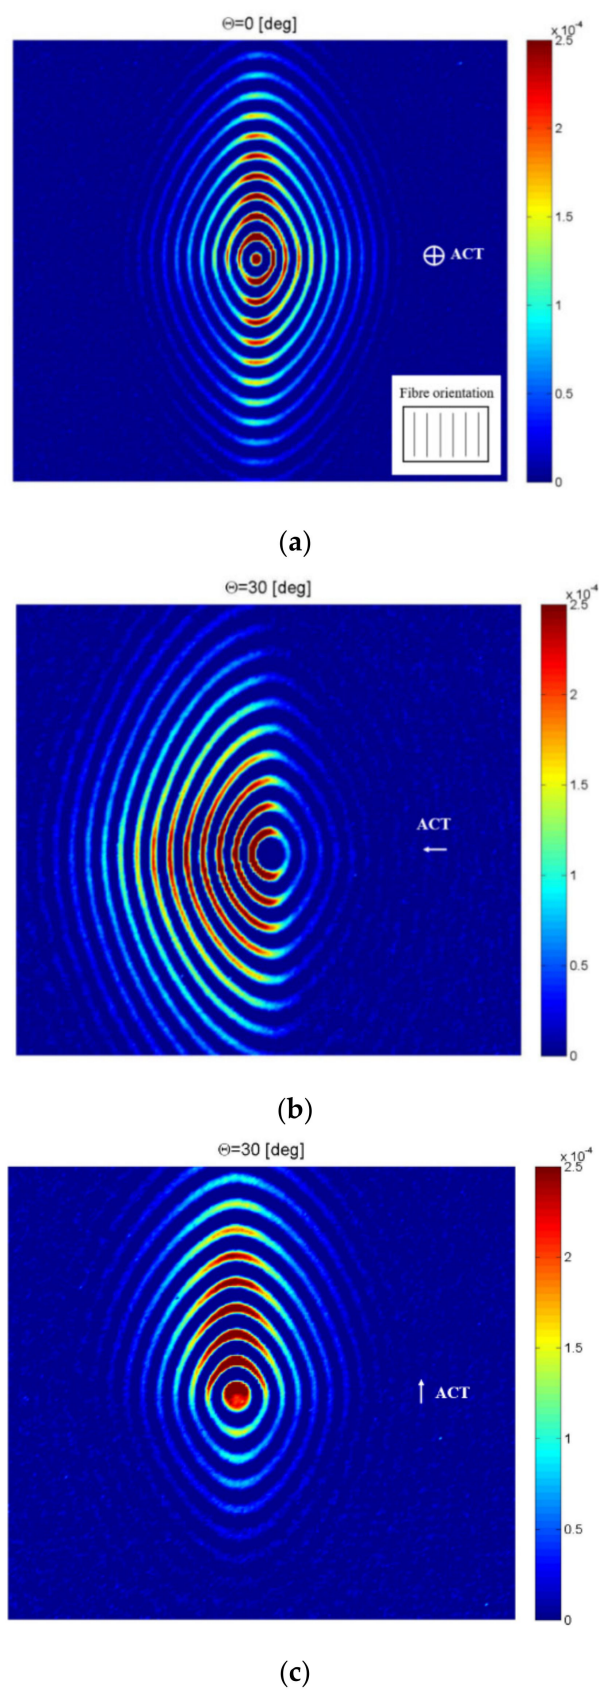 Θ=0 [deg]
x 10⁻⁴
2.5
2
1.5
1
0.5
0
ACT
Fibre orientation
(a)
Θ=30 [deg]
x 10⁻⁴
2.5
2
1.5
1
0.5
0
ACT
(b)
Θ=30 [deg]
x 10⁻⁴
2.5
2
1.5
1
0.5
0
ACT
(c)